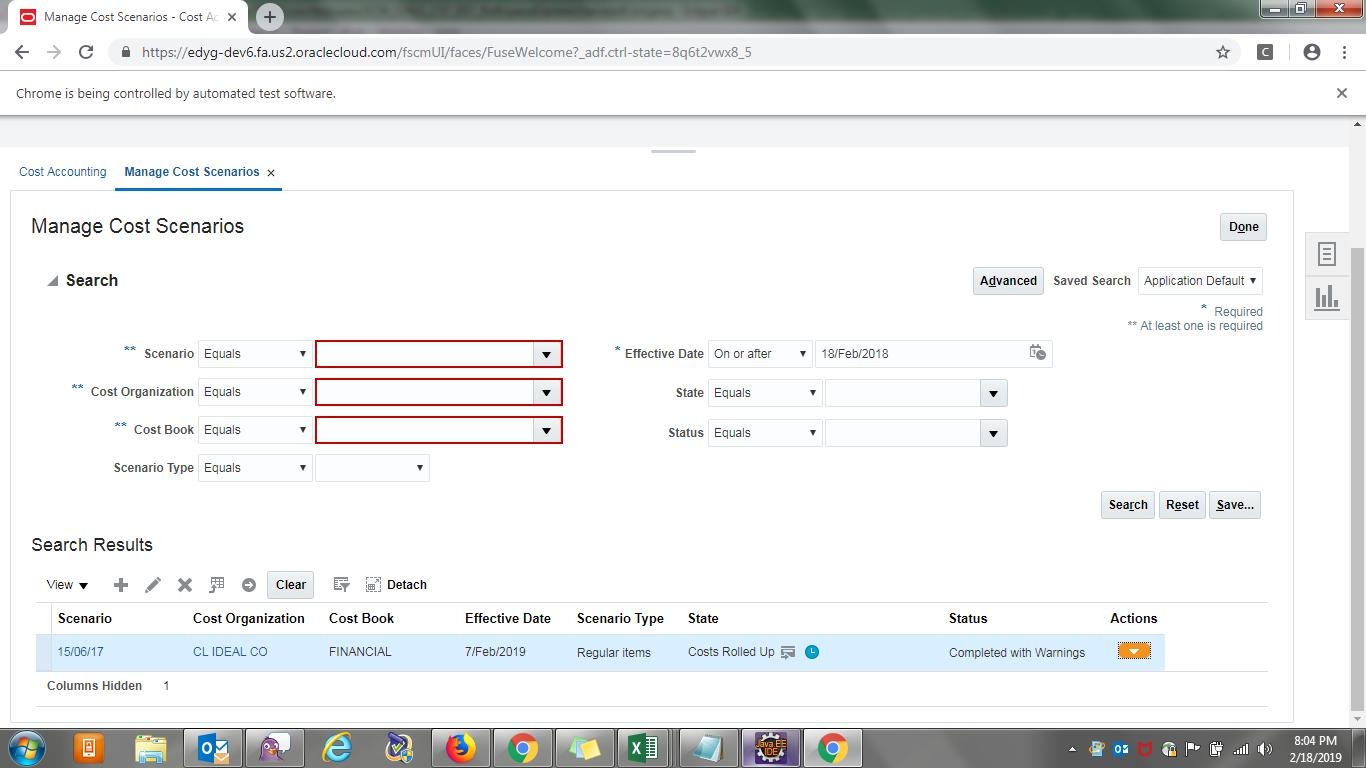 Manage Cost Scenarios - Cost Ac
https://edyg-dev6.fa.us2.oraclecloud.com/fscmUI/faces/FuseWelcome?_adf.ctrl-state=8q6t2vwx8_5
C
Chrome is being controlled by automated test software.
Cost Accounting Manage Cost Scenarios
Manage Cost Scenarios
Done
Search
Advanced Saved Search Application Default
* Required
** At least one is required
** Scenario Equals
* Effective Date On or after 18/Feb/2018
** Cost Organization Equals
State Equals
** Cost Book Equals
Status Equals
Scenario Type Equals
Search Reset Save...
Search Results
View Clear Detach
Scenario Cost Organization Cost Book Effective Date Scenario Type State Status Actions
15/06/17 CL IDEAL CO FINANCIAL 7/Feb/2019 Regular items Costs Rolled Up Completed with Warnings
Columns Hidden 1
Java EE
IDE
8:04 PM
2/18/2019